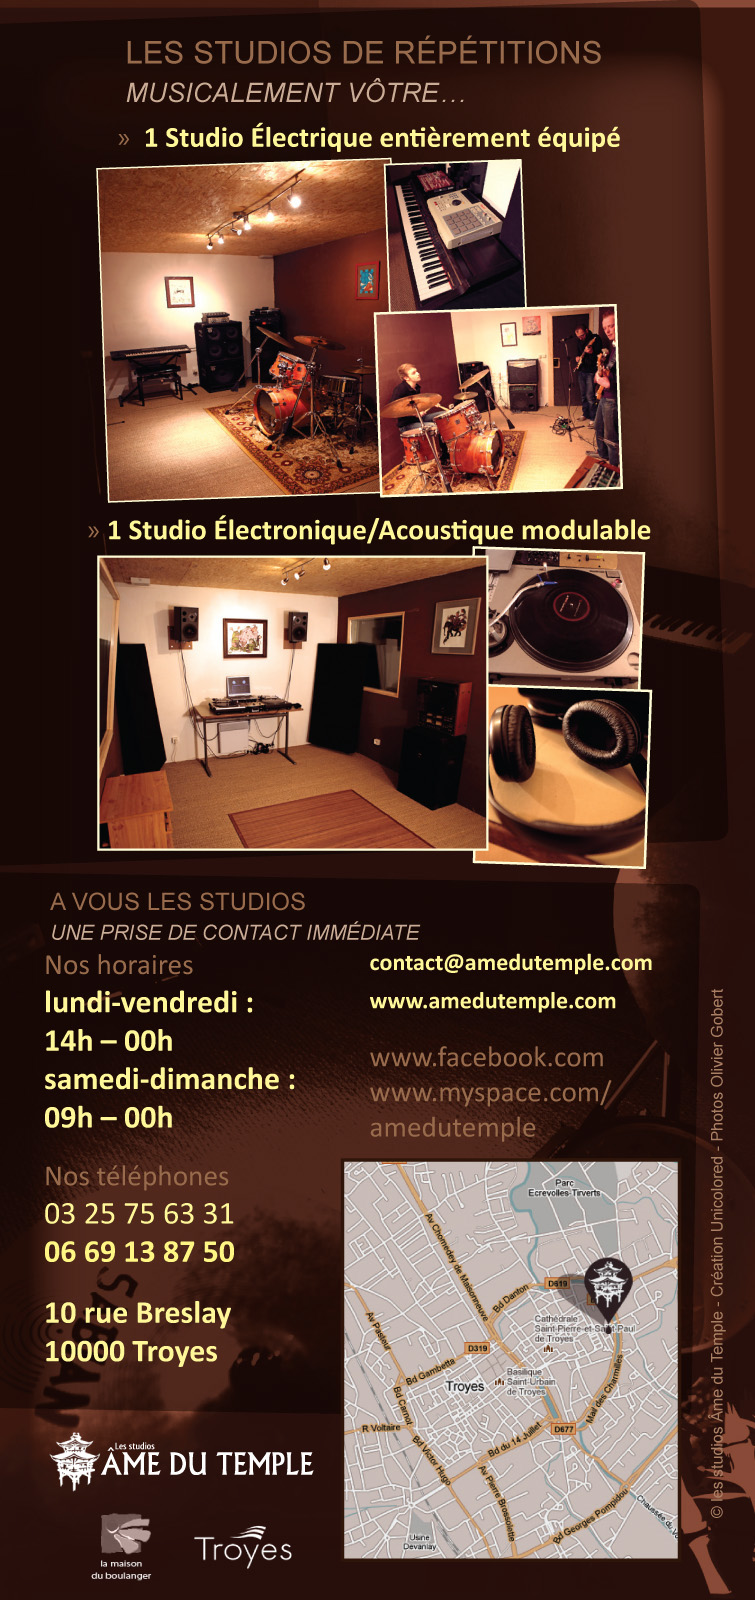 LES STUDIOS DE RÉPÉTITIONS
MUSICALEMENT VÔTRE...
» 1 Studio Électrique entièrement équipé
» 1 Studio Électronique/Acoustique modulable
A VOUS LES STUDIOS
UNE PRISE DE CONTACT IMMÉDIATE
Nos horaires
lundi-vendredi :
14h – 00h
samedi-dimanche :
09h – 00h
contact@amedutemple.com
www.amedutemple.com
www.facebook.com
www.myspace.com/
amedutemple
Nos téléphones
03 25 75 63 31
06 69 13 87 50
10 rue Breslay
10000 Troyes
SABIAN
Parc
Ecrevolles-Tirverts
Av Chomedey de Maisonneuve
Bd Danton
D619
Cathédrale
Saint-Pierre-et-Saint-Paul
de Troyes
Av Pasteur
D319
Bd Gambetta
Basilique
Saint-Urbain
de Troyes
Troyes
Mail des Charmilles
Bd Carnot
R Voltaire
D677
Bd du 14 Juillet
Bd Victor Hugo
Av Pierre Brossolette
Bd Georges Pompidou
Chaussée du Vo
Usine
Devanlay
Les studios
ÂME DU TEMPLE
la maison
du boulanger
Troyes
© les studios Âme du Temple - Création Unicolored - Photos Olivier Gobert